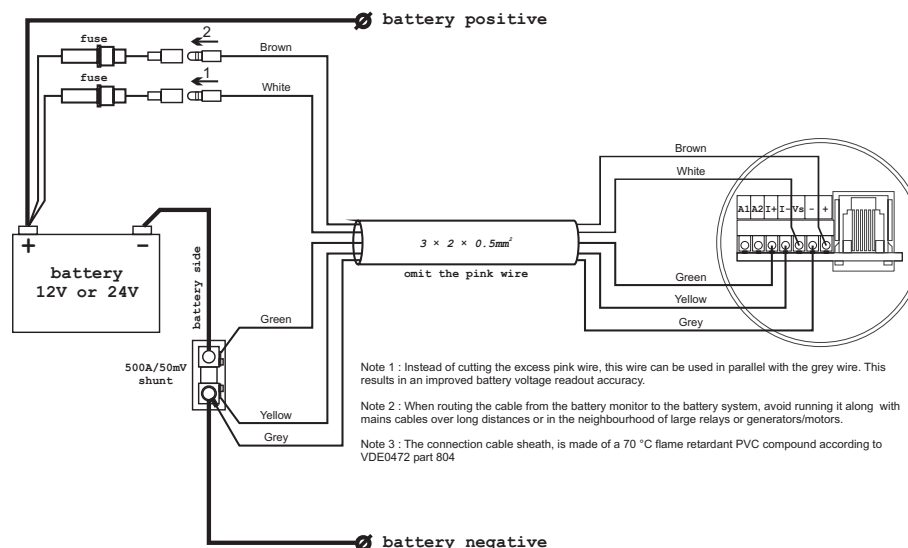 battery positive
fuse
2
Brown
fuse
1
White
Brown
White
A1 A2 I+ I- Vs - +
3 × 2 × 0.5mm²
omit the pink wire
+ -
battery
12V or 24V
battery side
Green
Yellow
Grey
Green
500A/50mV
shunt
Yellow
Grey
Note 1 : Instead of cutting the excess pink wire, this wire can be used in parallel with the grey wire. This
results in an improved battery voltage readout accuracy.
Note 2 : When routing the cable from the battery monitor to the battery system, avoid running it along with
mains cables over long distances or in the neighbourhood of large relays or generators/motors.
Note 3 : The connection cable sheath, is made of a 70 °C flame retardant PVC compound according to
VDE0472 part 804
battery negative